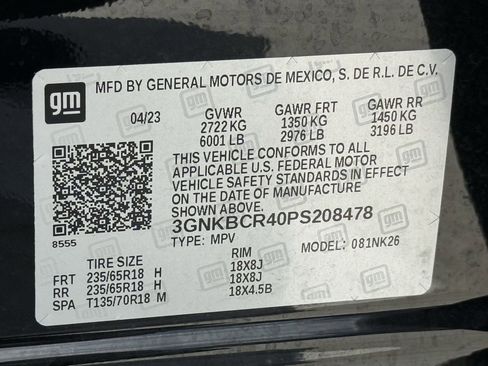 gm
MFD BY GENERAL MOTORS DE MEXICO, S. DE R.L. DE C.V.
04/23 GVWR GAWR FRT GAWR RR
2722 KG 1350 KG 1450 KG
6001 LB 2976 LB 3196 LB
THIS VEHICLE CONFORMS TO ALL
APPLICABLE U.S. FEDERAL MOTOR
VEHICLE SAFETY STANDARDS IN EFFECT
ON THE DATE OF MANUFACTURE
SHOWN ABOVE.
3GNKBCR40PS208478
8555 TYPE: MPV MODEL: 081NK26
TIRE SIZE RIM
FRT 235/65R18 H 18X8J
RR 235/65R18 H 18X8J
SPA T135/70R18 M 18X4.5B